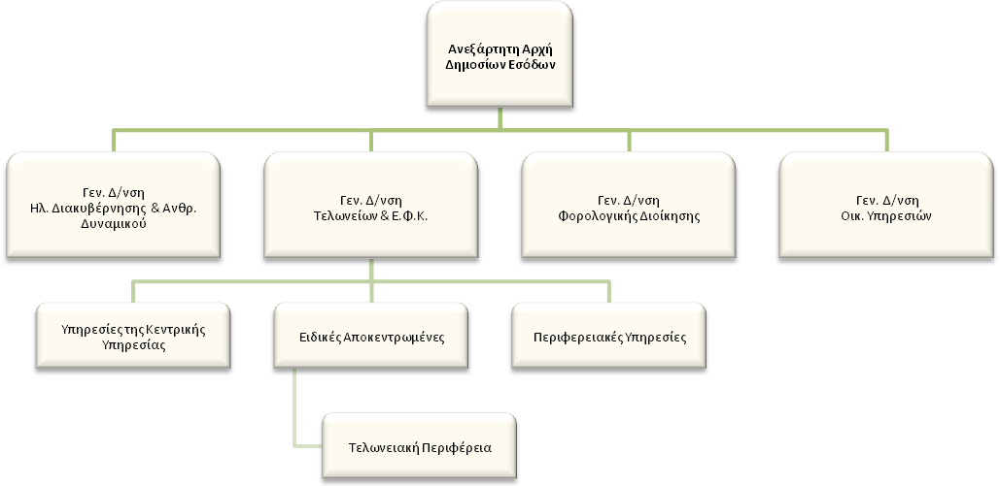 Ανεξάρτητη Αρχή
Δημοσίων Εσόδων
Γεν. Δ/νση
Ηλ. Διακυβέρνησης & Ανθρ.
Δυναμικού
Γεν. Δ/νση
Τελωνείων & Ε.Φ.Κ.
Γεν. Δ/νση
Φορολογικής Διοίκησης
Γεν. Δ/νση
Οικ. Υπηρεσιών
Υπηρεσίες της Κεντρικής
Υπηρεσίας
Ειδικές Αποκεντρωμένες
Περιφερειακές Υπηρεσίες
Τελωνειακή Περιφέρεια